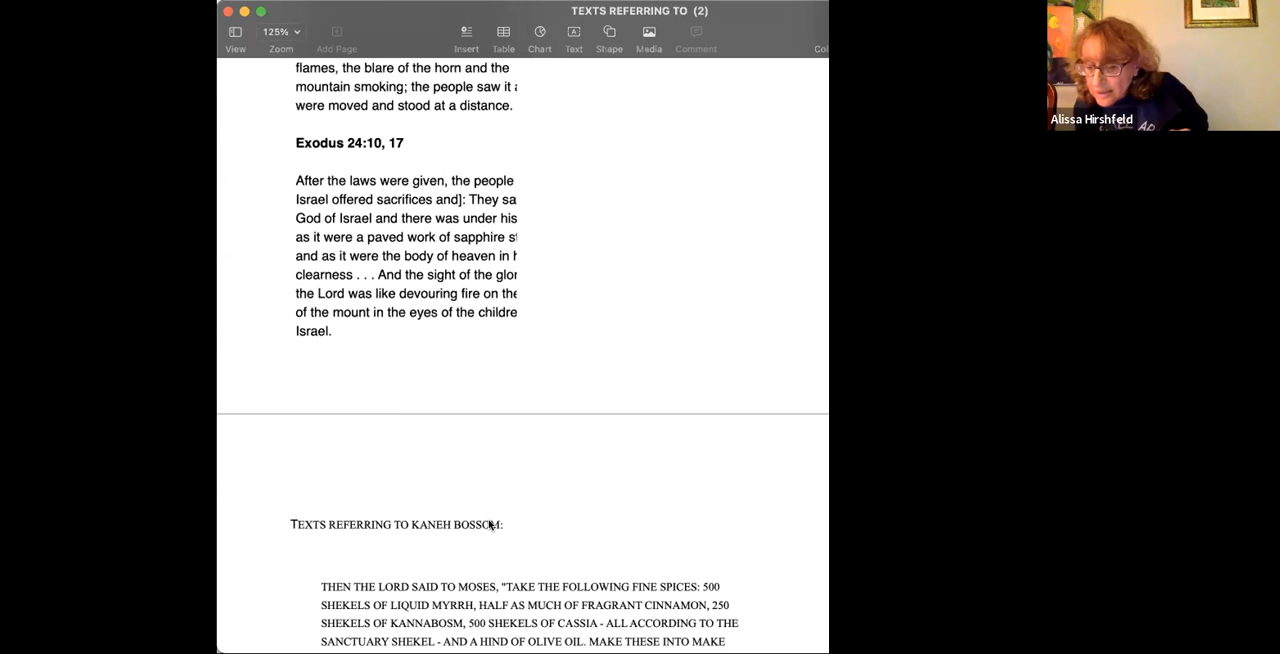 TEXTS REFERRING TO (2)
125%
View Zoom Add Page Insert Table Chart Text Shape Media Comment Col
flames, the blare of the horn and the
mountain smoking; the people saw it
were moved and stood at a distance.
Exodus 24:10, 17
After the laws were given, the people
Israel offered sacrifices and]: They sa
God of Israel and there was under his
as it were a paved work of sapphire st
and as it were the body of heaven in h
clearness . . . And the sight of the glor
the Lord was like devouring fire on the
of the mount in the eyes of the childre
Israel.
TEXTS REFERRING TO KANEH BOSSOM:
THEN THE LORD SAID TO MOSES, "TAKE THE FOLLOWING FINE SPICES: 500
SHEKELS OF LIQUID MYRRH, HALF AS MUCH OF FRAGRANT CINNAMON, 250
SHEKELS OF KANNABOSM, 500 SHEKELS OF CASSIA - ALL ACCORDING TO THE
SANCTUARY SHEKEL - AND A HIND OF OLIVE OIL. MAKE THESE INTO MAKE
Alissa Hirshfeld